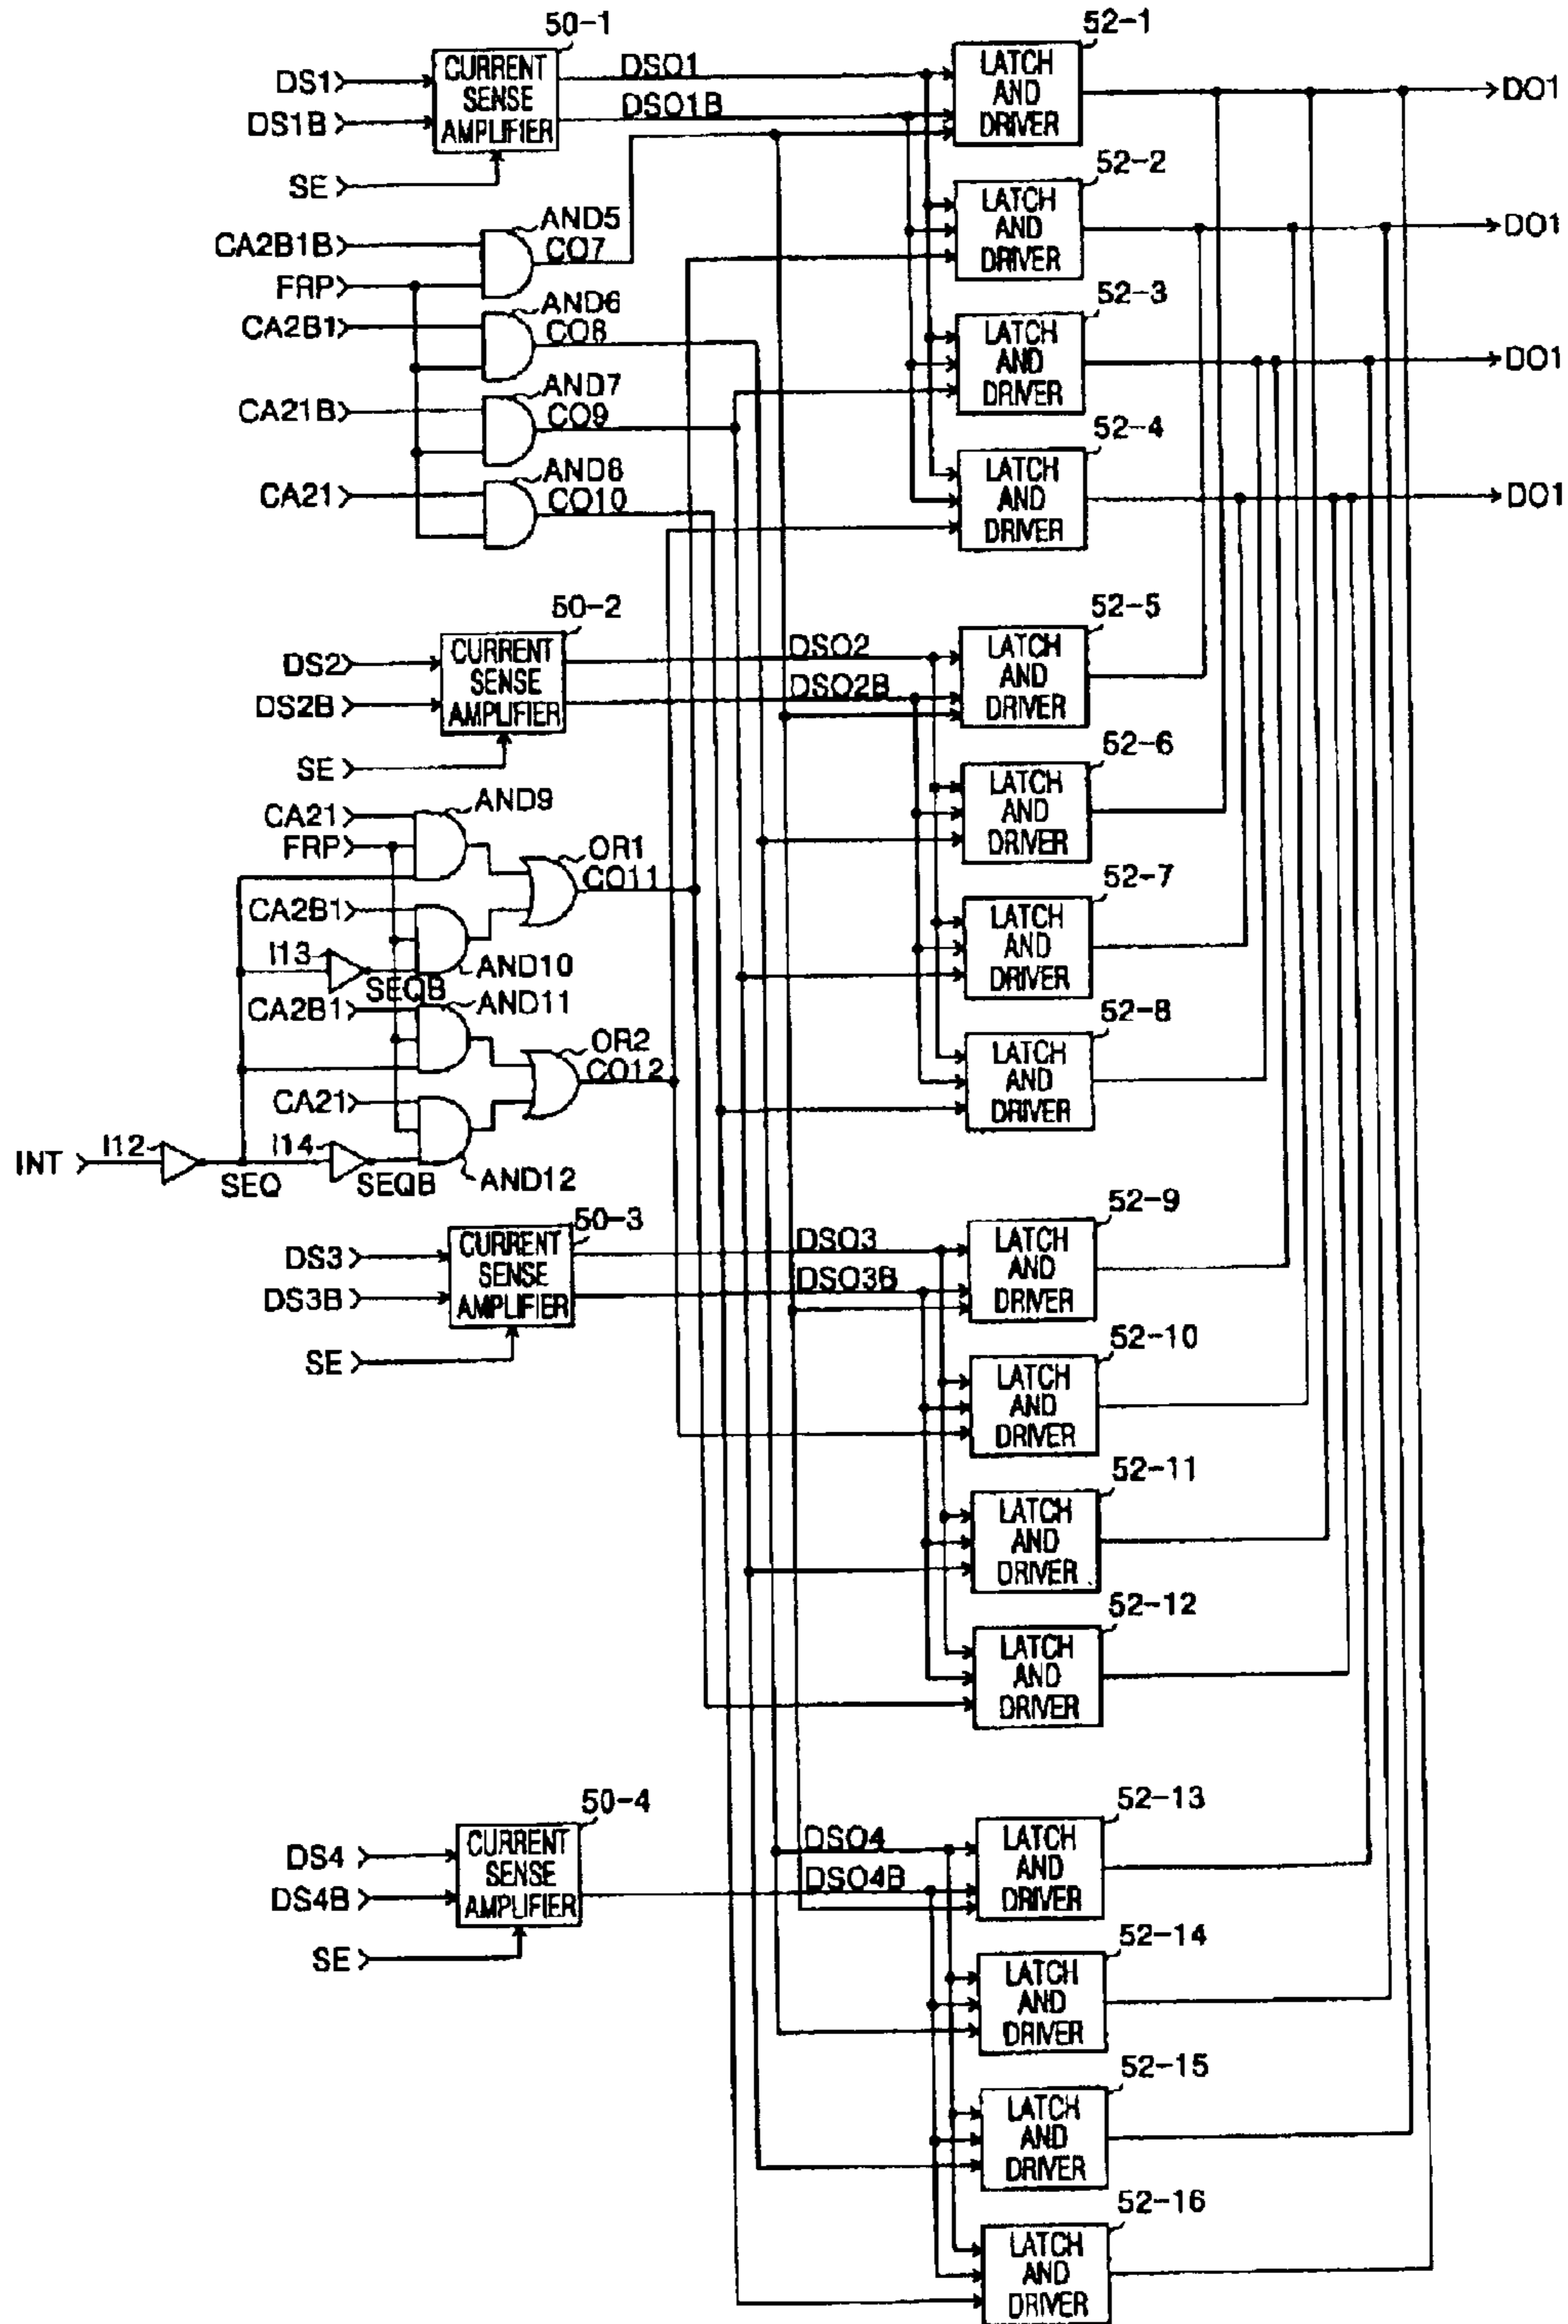 50-1
52-1
DS1
CURRENT SENSE AMPLIFIER
DSO1
LATCH AND DRIVER
DO1
DS1B
DSO1B
SE
52-2
LATCH AND DRIVER
DO1
CA2B1B
AND5
CO7
FRP
AND6
52-3
CA2B1
CO8
LATCH AND DRIVER
DO1
AND7
CA21B
CO9
52-4
AND8
CA21
CO10
LATCH AND DRIVER
DO1
50-2
52-5
DS2
CURRENT SENSE AMPLIFIER
DSO2
LATCH AND DRIVER
DS2B
DSO2B
SE
52-6
LATCH AND DRIVER
CA21
AND9
FRP
OR1
CO11
52-7
CA2B1
LATCH AND DRIVER
I13
AND10
SEQB
AND11
CA2B1
52-8
OR2
CO12
LATCH AND DRIVER
CA21
INT
I12
I14
SEQ
SEQB
AND12
50-3
52-9
DS3
CURRENT SENSE AMPLIFIER
DSO3
LATCH AND DRIVER
DS3B
DSO3B
SE
52-10
LATCH AND DRIVER
52-11
LATCH AND DRIVER
52-12
LATCH AND DRIVER
50-4
52-13
DS4
CURRENT SENSE AMPLIFIER
DSO4
LATCH AND DRIVER
DS4B
DSO4B
SE
52-14
LATCH AND DRIVER
52-15
LATCH AND DRIVER
52-16
LATCH AND DRIVER